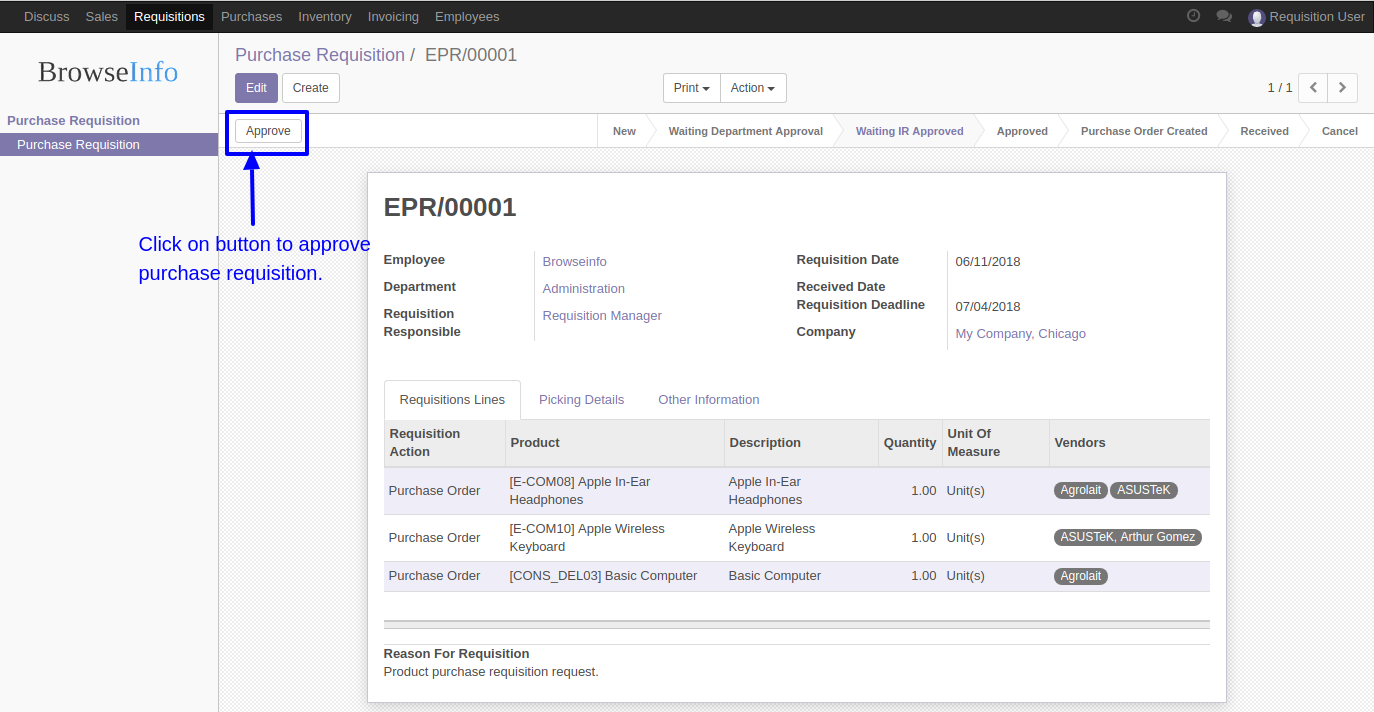 Discuss Sales Requisitions Purchases Inventory Invoicing Employees Requisition User
BrowseInfo
Purchase Requisition / EPR/00001
Edit Create Print Action 1 / 1
Purchase Requisition
Purchase Requisition
Approve New Waiting Department Approval Waiting IR Approved Approved Purchase Order Created Received Cancel
Click on button to approve
purchase requisition.
EPR/00001
Employee Browseinfo
Department Administration
Requisition
Responsible Requisition Manager
Requisition Date 06/11/2018
Received Date
Requisition Deadline 07/04/2018
Company My Company, Chicago
Requisitions Lines Picking Details Other Information
Requisition
Action Product Description Quantity Unit Of
Measure Vendors
Purchase Order [E-COM08] Apple In-Ear
Headphones Apple In-Ear
Headphones 1.00 Unit(s) Agrolait ASUSTeK
Purchase Order [E-COM10] Apple Wireless
Keyboard Apple Wireless
Keyboard 1.00 Unit(s) ASUSTeK, Arthur Gomez
Purchase Order [CONS_DEL03] Basic Computer Basic Computer 1.00 Unit(s) Agrolait
Reason For Requisition
Product purchase requisition request.